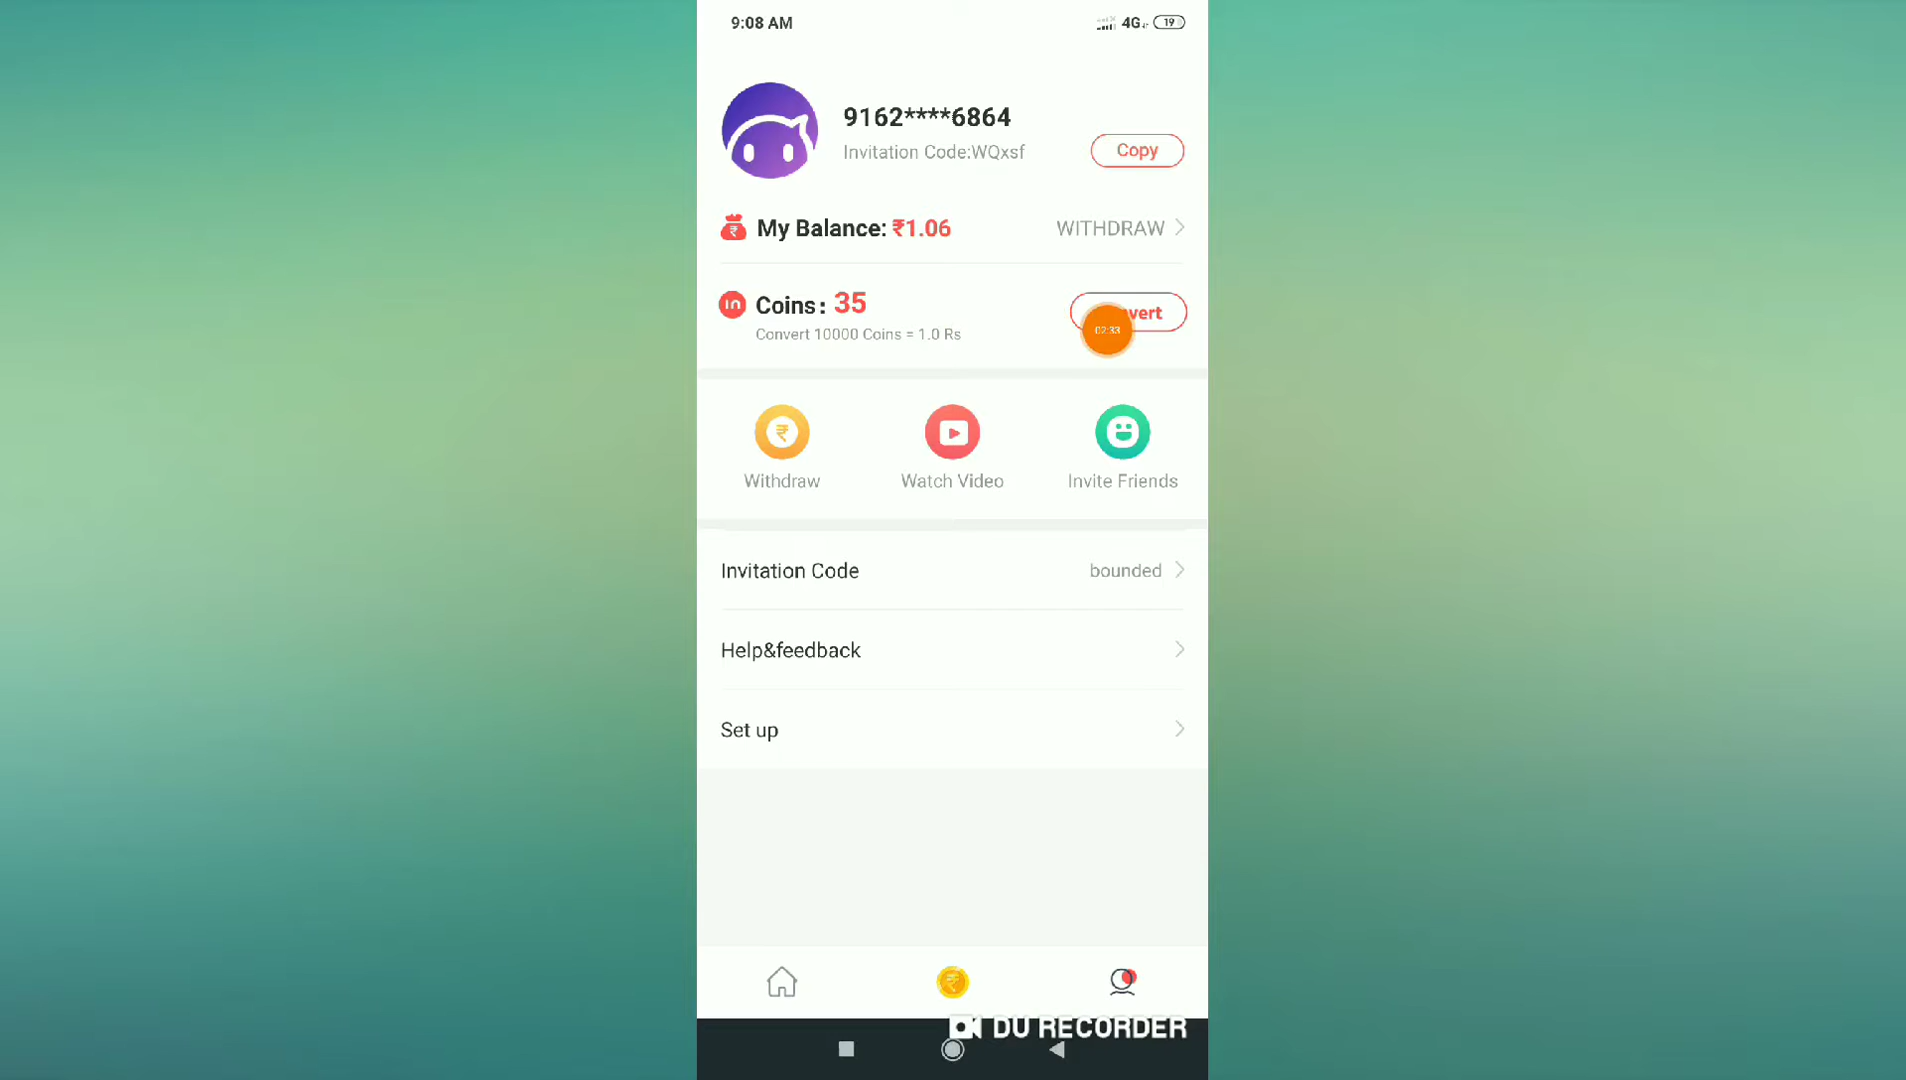 9:08 AM
4G 19
9162****6864
Invitation Code:WQxsf
Copy
My Balance: ₹1.06
WITHDRAW
in Coins: 35
Convert 10000 Coins = 1.0 Rs
02:33
Withdraw
Watch Video
Invite Friends
Invitation Code
bounded
Help&feedback
Set up
DU RECORDER